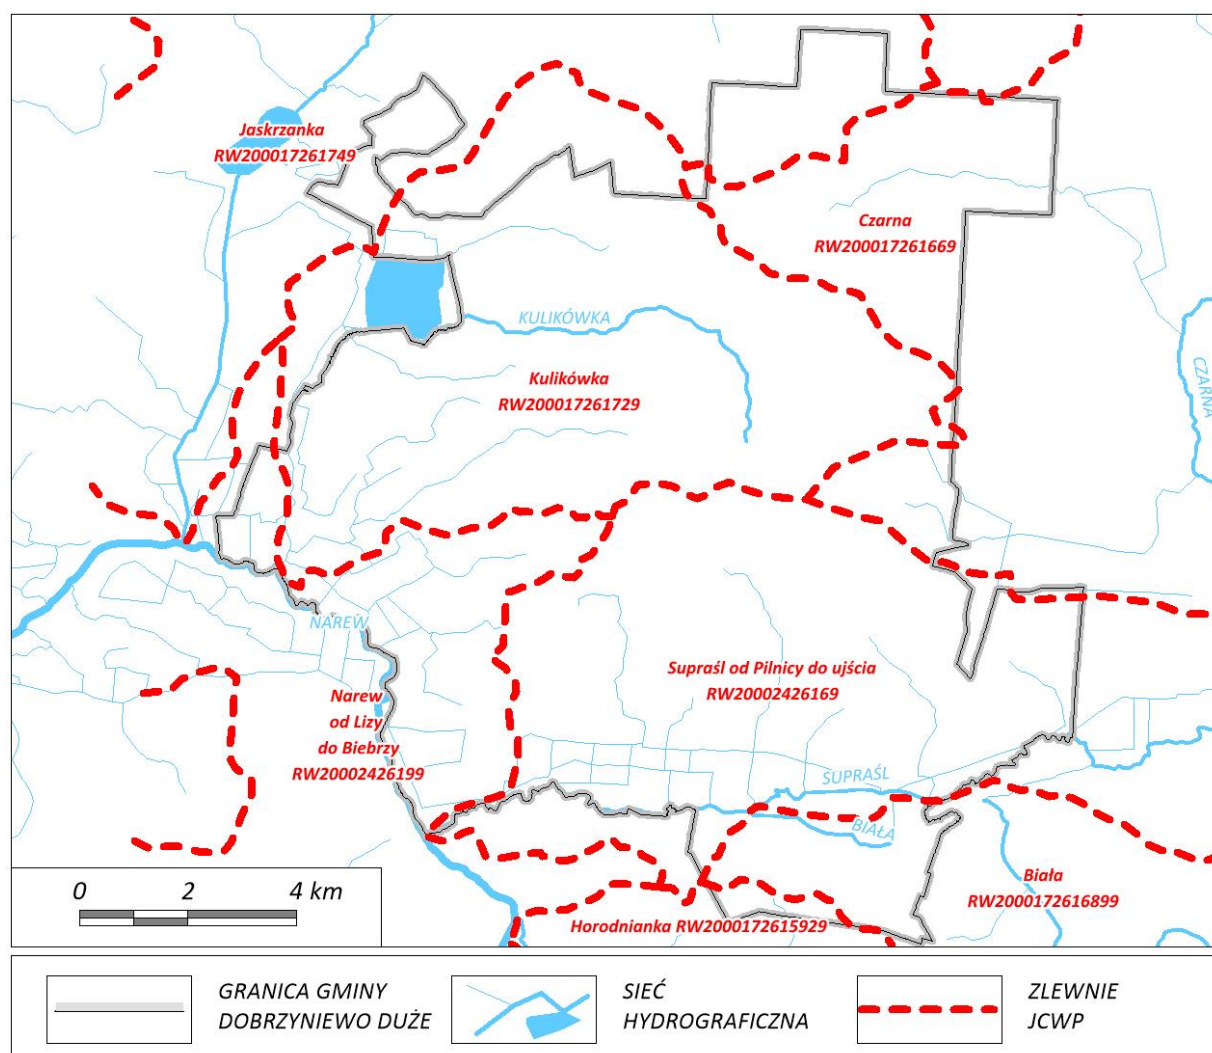 Jaskrzanka
RW200017261749
Czarna
RW200017261669
KULIKÓWKA
CZARNA
Kulikówka
RW200017261729
NAREW
Supraśl od Pilnicy do ujścia
RW20002426169
Narew
od Lizy
do Biebrzy
RW20002426199
SUPRAŚL
BIAŁA
Biała
RW2000172616899
Horodnianka RW2000172615929
0 2 4 km
GRANICA GMINY
DOBRZYNIEWO DUŻE
SIEĆ
HYDROGRAFICZNA
ZLEWNIE
JCWP